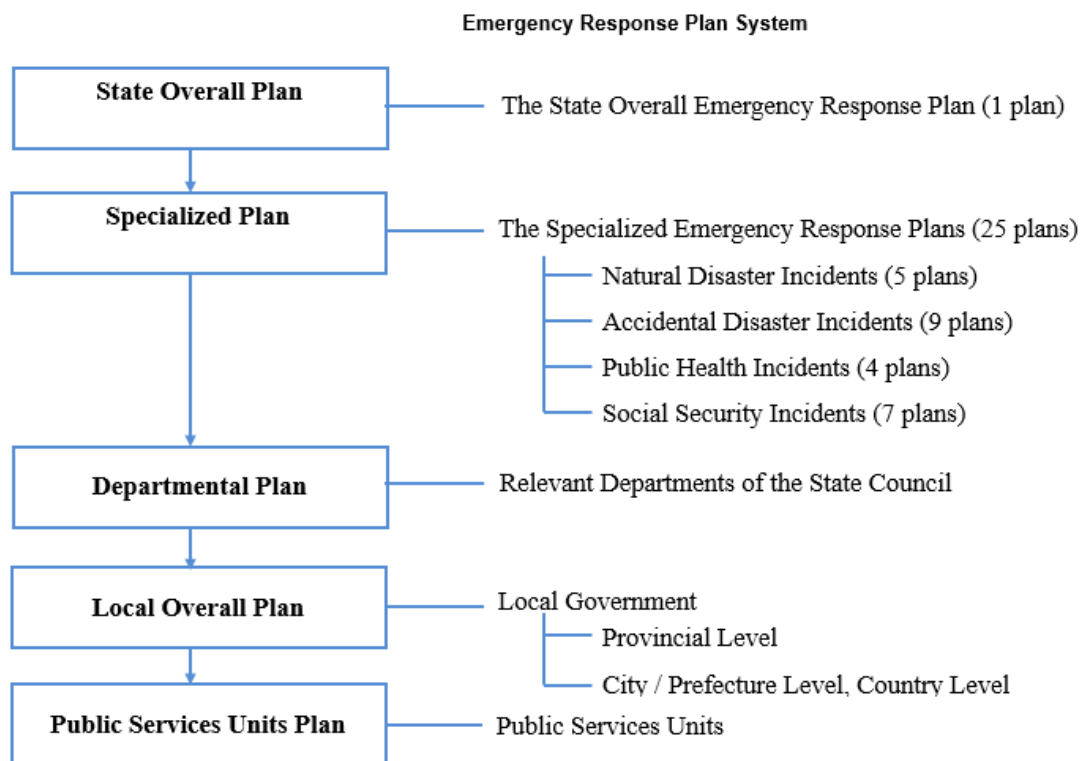 Emergency Response Plan System
State Overall Plan
The State Overall Emergency Response Plan (1 plan)
Specialized Plan
The Specialized Emergency Response Plans (25 plans)
Natural Disaster Incidents (5 plans)
Accidental Disaster Incidents (9 plans)
Public Health Incidents (4 plans)
Social Security Incidents (7 plans)
Departmental Plan
Relevant Departments of the State Council
Local Overall Plan
Local Government
Provincial Level
City / Prefecture Level, Country Level
Public Services Units Plan
Public Services Units